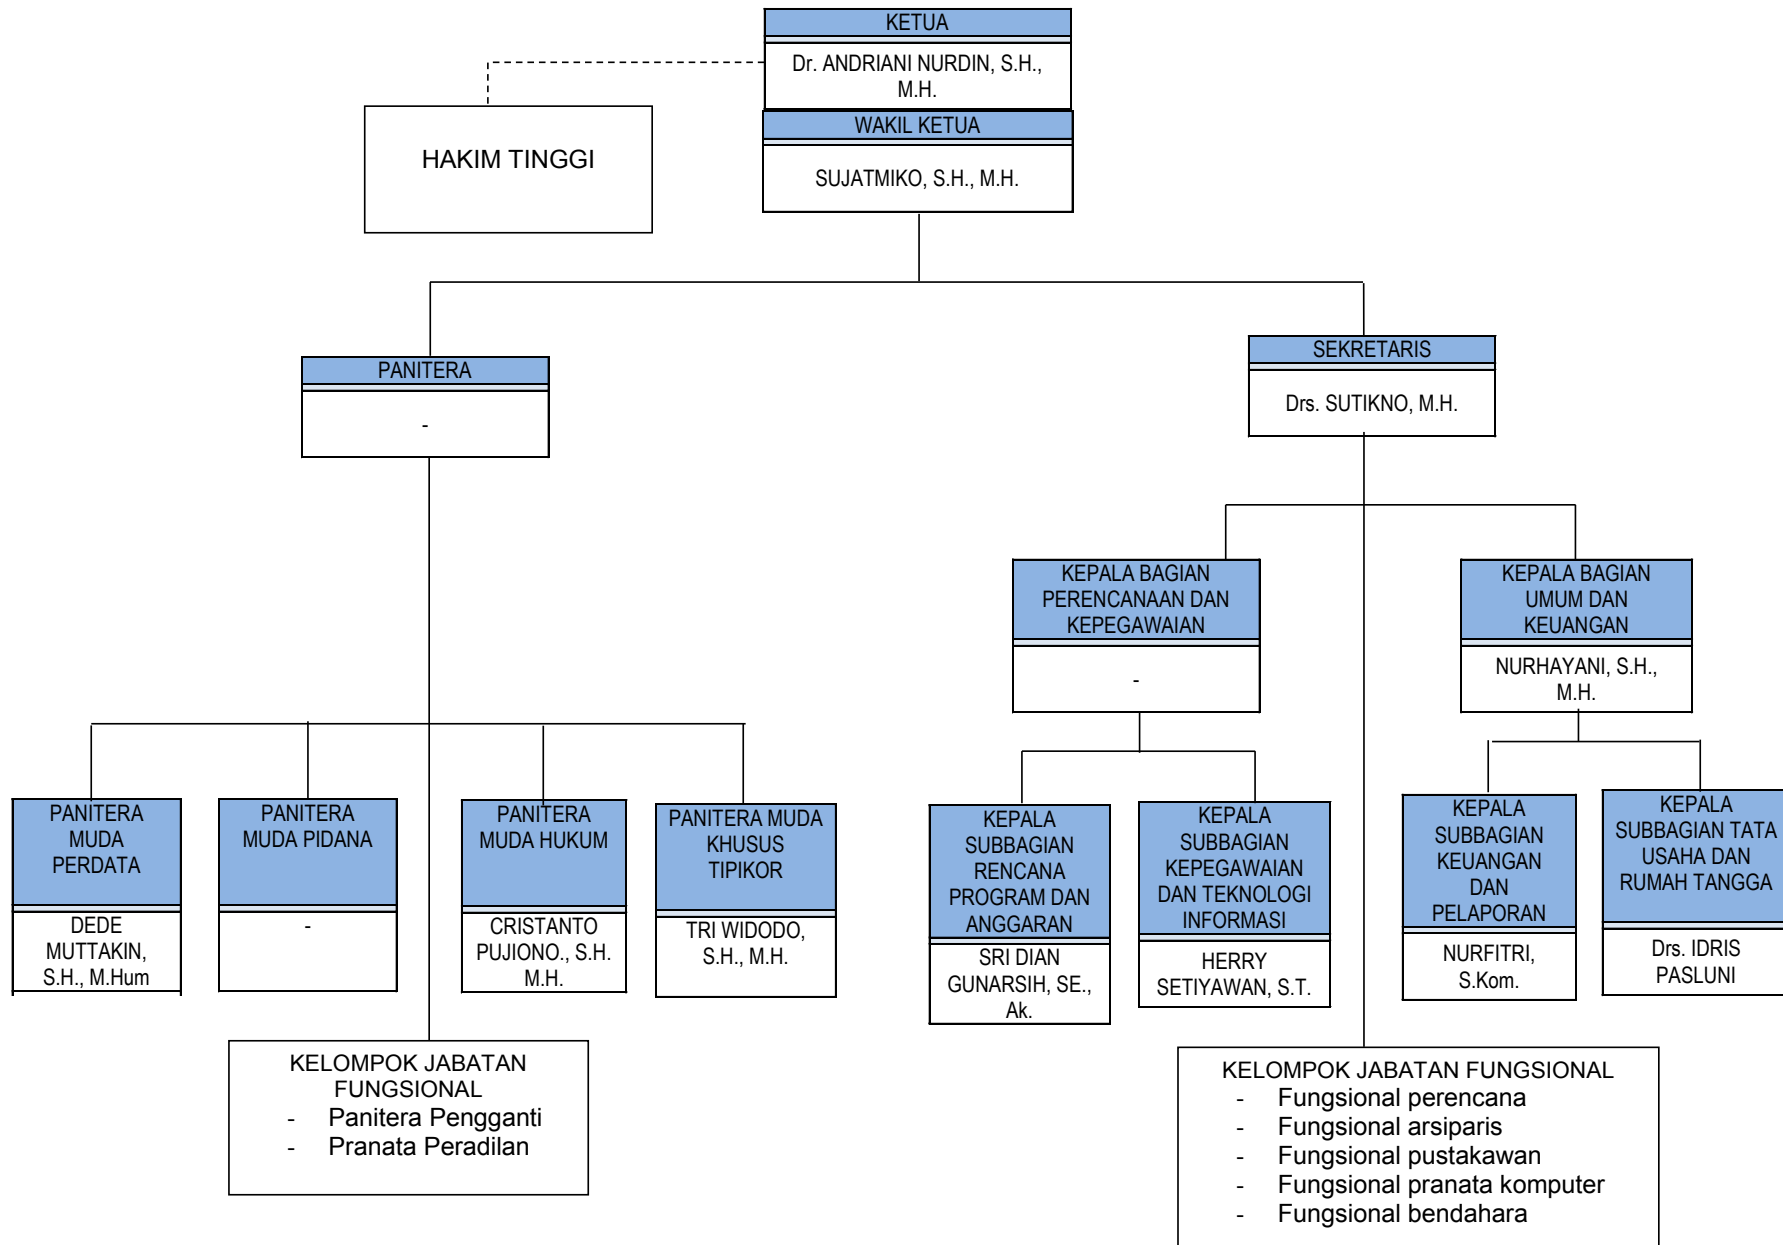 KETUA
Dr. ANDRIANI NURDIN, S.H.,
M.H.
WAKIL KETUA
SUJATMIKO, S.H., M.H.
HAKIM TINGGI
PANITERA
-
SEKRETARIS
Drs. SUTIKNO, M.H.
KEPALA BAGIAN
PERENCANAAN DAN
KEPEGAWAIAN
-
KEPALA BAGIAN
UMUM DAN
KEUANGAN
NURHAYANI, S.H.,
M.H.
PANITERA
MUDA
PERDATA
DEDE
MUTTAKIN,
S.H., M.Hum
PANITERA
MUDA PIDANA
-
PANITERA
MUDA HUKUM
CRISTANTO
PUJIONO., S.H.
M.H.
PANITERA MUDA
KHUSUS
TIPIKOR
TRI WIDODO,
S.H., M.H.
KEPALA
SUBBAGIAN
RENCANA
PROGRAM DAN
ANGGARAN
SRI DIAN
GUNARSIH, SE.,
Ak.
KEPALA
SUBBAGIAN
KEPEGAWAIAN
DAN TEKNOLOGI
INFORMASI
HERRY
SETIYAWAN, S.T.
KEPALA
SUBBAGIAN
KEUANGAN
DAN
PELAPORAN
NURFITRI,
S.Kom.
KEPALA
SUBBAGIAN TATA
USAHA DAN
RUMAH TANGGA
Drs. IDRIS
PASLUNI
KELOMPOK JABATAN
FUNGSIONAL
- Panitera Pengganti
- Pranata Peradilan
KELOMPOK JABATAN FUNGSIONAL
- Fungsional perencana
- Fungsional arsiparis
- Fungsional pustakawan
- Fungsional pranata komputer
- Fungsional bendahara